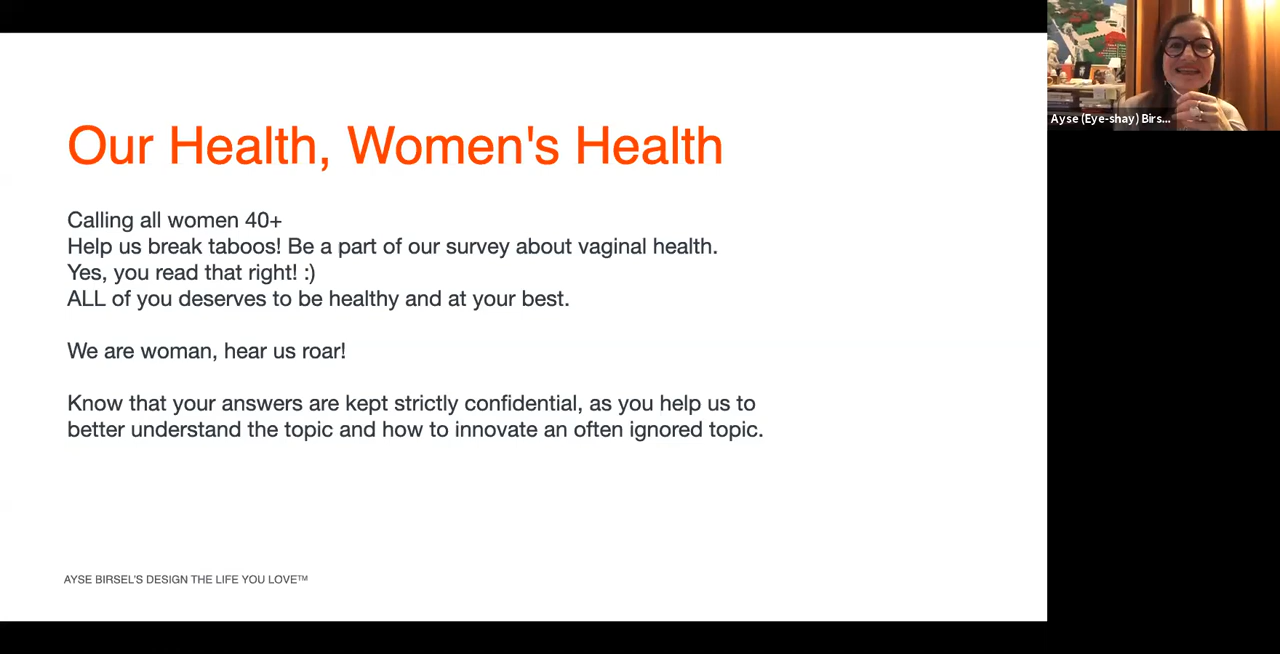 Our Health, Women's Health
Calling all women 40+
Help us break taboos! Be a part of our survey about vaginal health.
Yes, you read that right! :)
ALL of you deserves to be healthy and at your best.
We are woman, hear us roar!
Know that your answers are kept strictly confidential, as you help us to
better understand the topic and how to innovate an often ignored topic.
AYSE BIRSEL'S DESIGN THE LIFE YOU LOVE™
Ayse (Eye-shay) Birs...